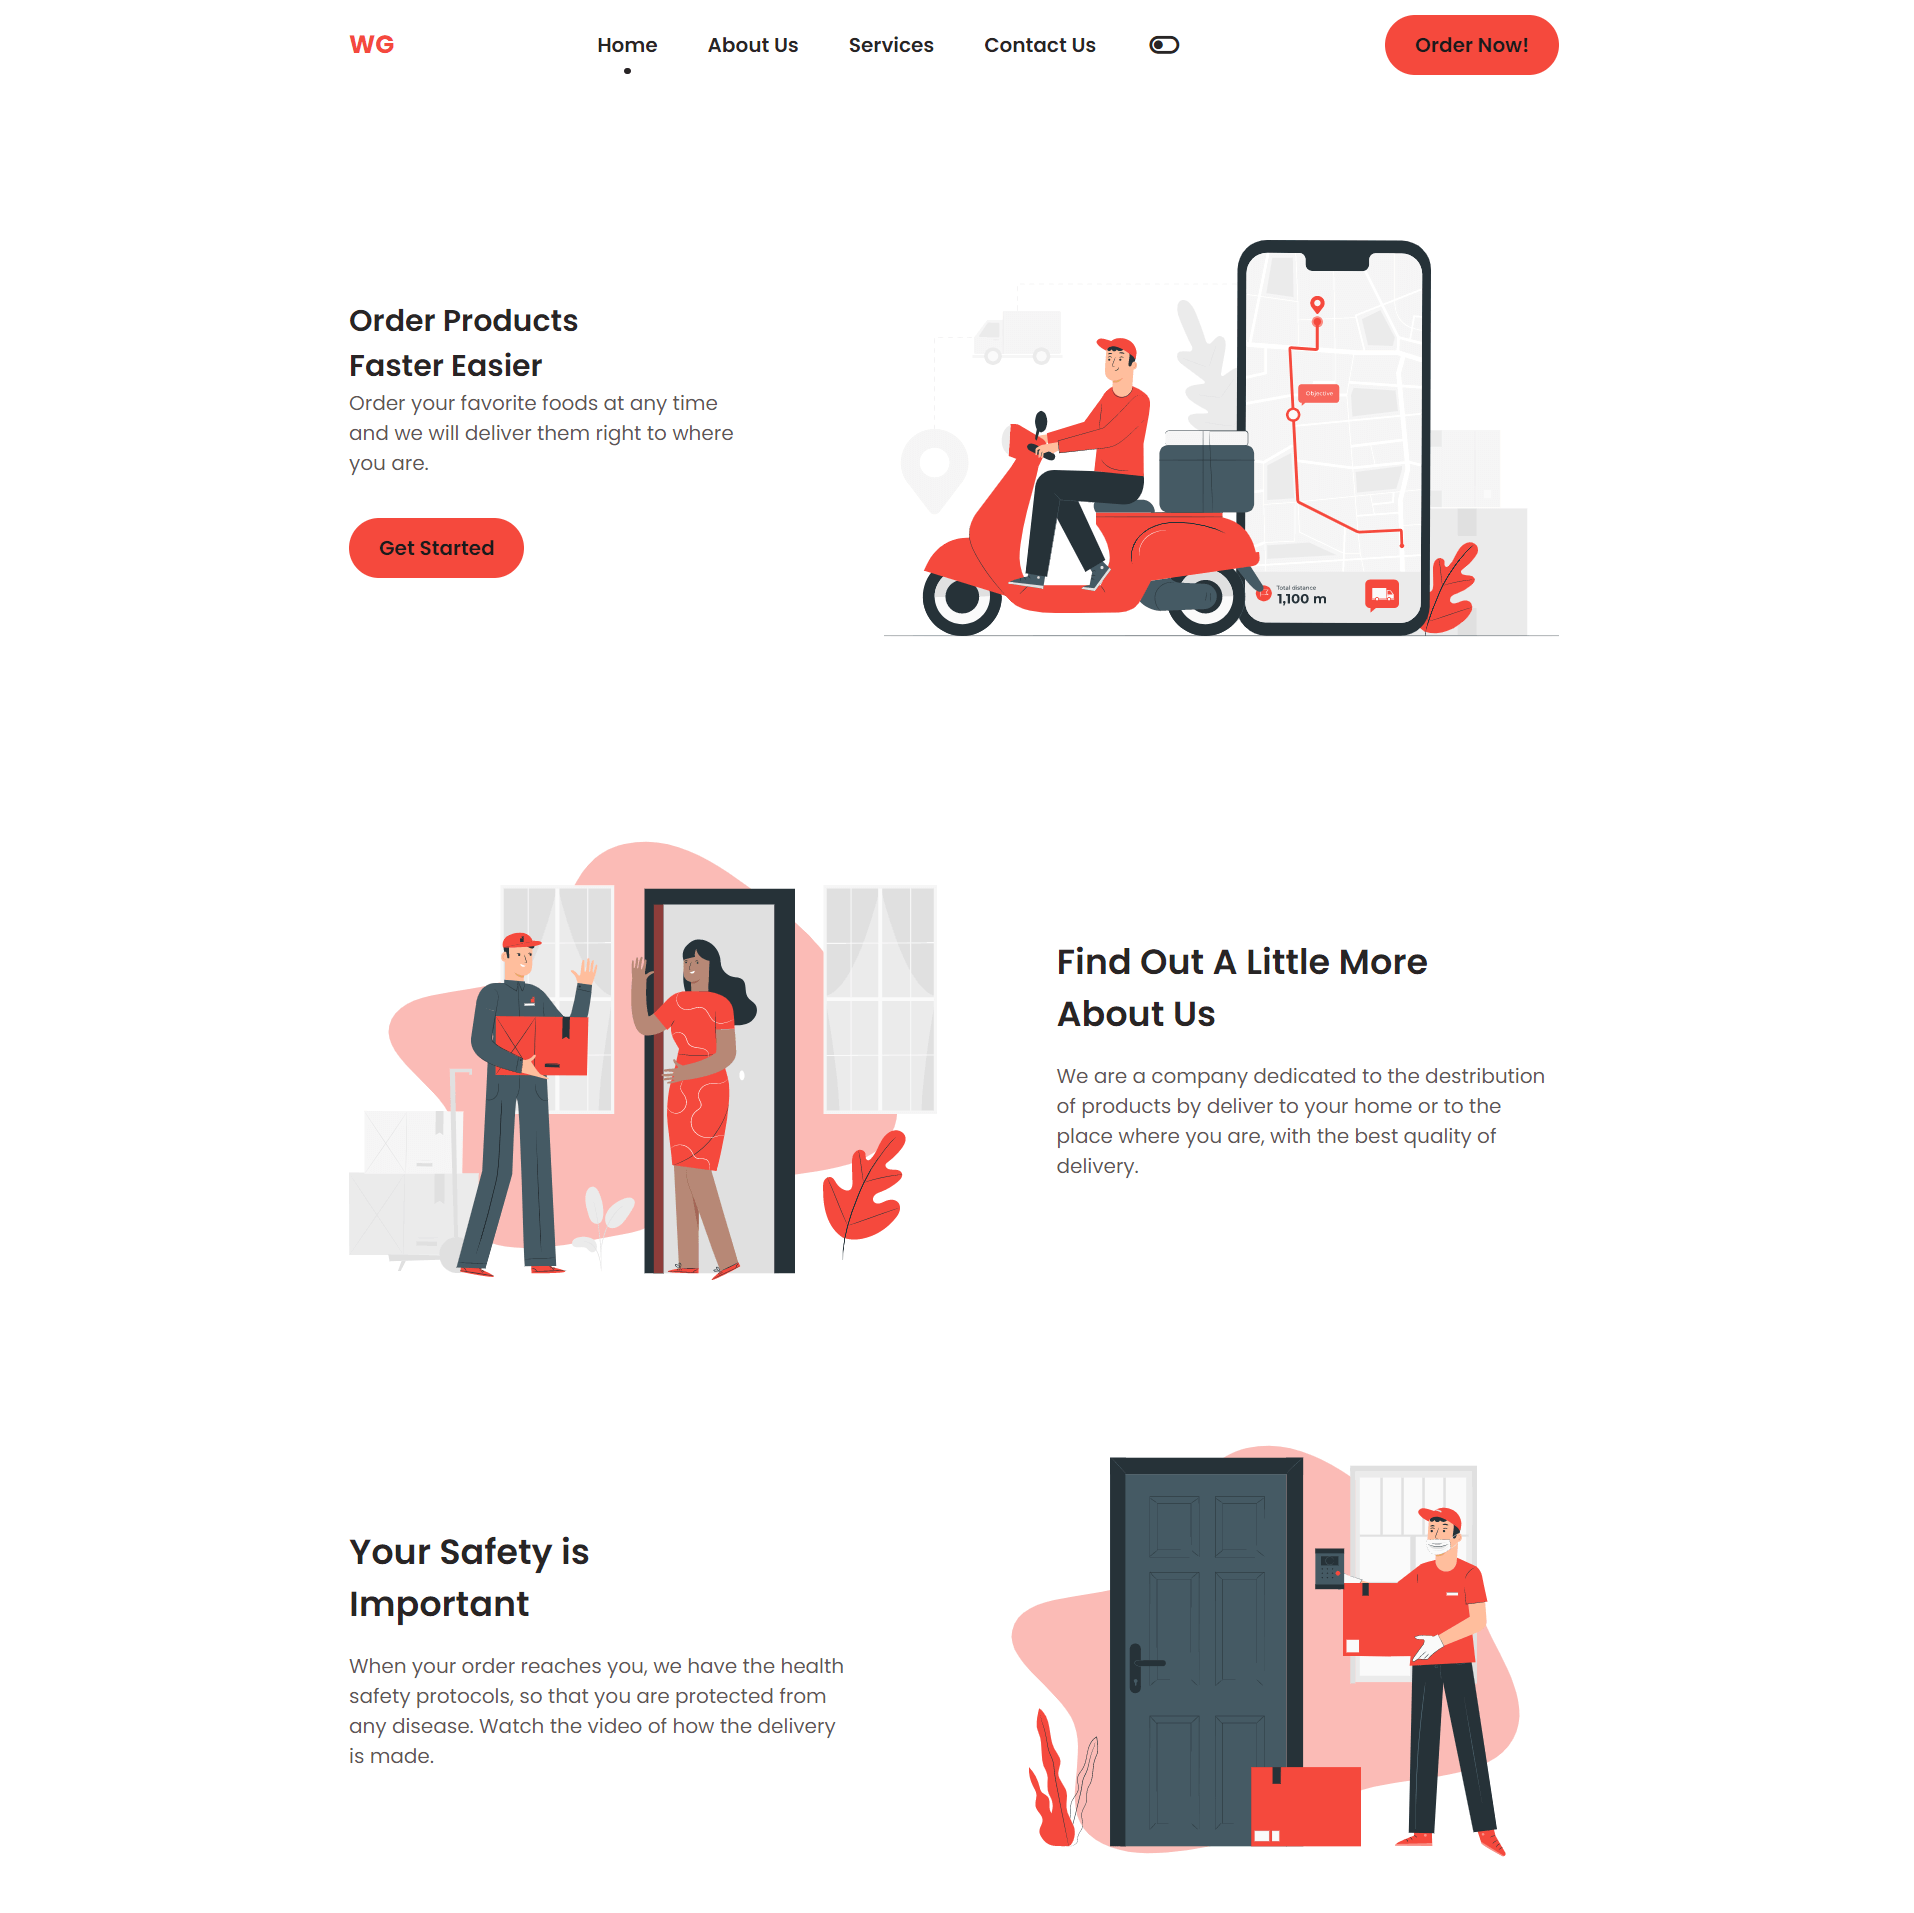 WG
Home
About Us
Services
Contact Us
Order Now!
Order Products
Faster Easier
Order your favorite foods at any time
and we will deliver them right to where
you are.
Get Started
Objective
Total distance
1,100 m
Find Out A Little More
About Us
We are a company dedicated to the destribution
of products by deliver to your home or to the
place where you are, with the best quality of
delivery.
Your Safety is
Important
When your order reaches you, we have the health
safety protocols, so that you are protected from
any disease. Watch the video of how the delivery
is made.